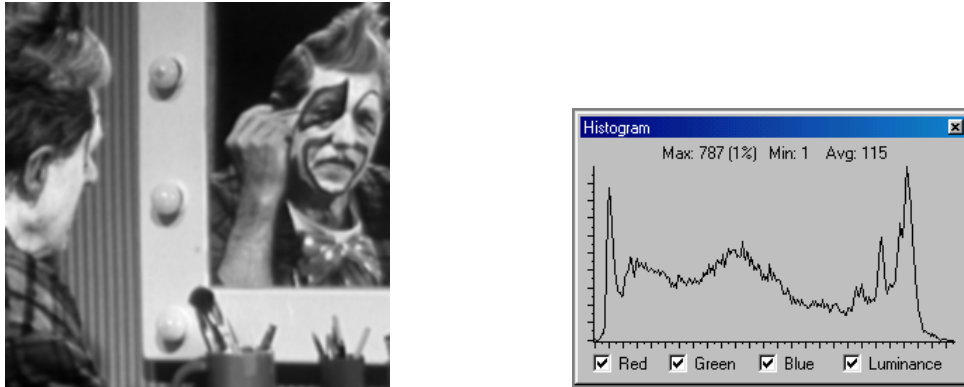 Histogram
Max: 787 (1%) Min: 1 Avg: 115
Red Green Blue Luminance